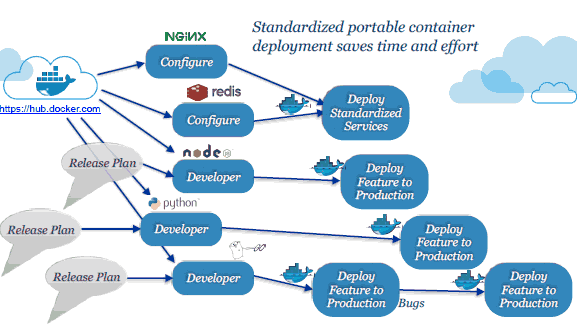 Standardized portable container
deployment saves time and effort
NGINX
Configure
https://hub.docker.com
redis
Configure
Deploy
Standardized
Services
node
Release Plan
Developer
Deploy
Feature to
Production
python
Release Plan
Developer
Deploy
Feature to
Production
Release Plan
Developer
Deploy
Feature to
Production
Bugs
Deploy
Feature to
Production